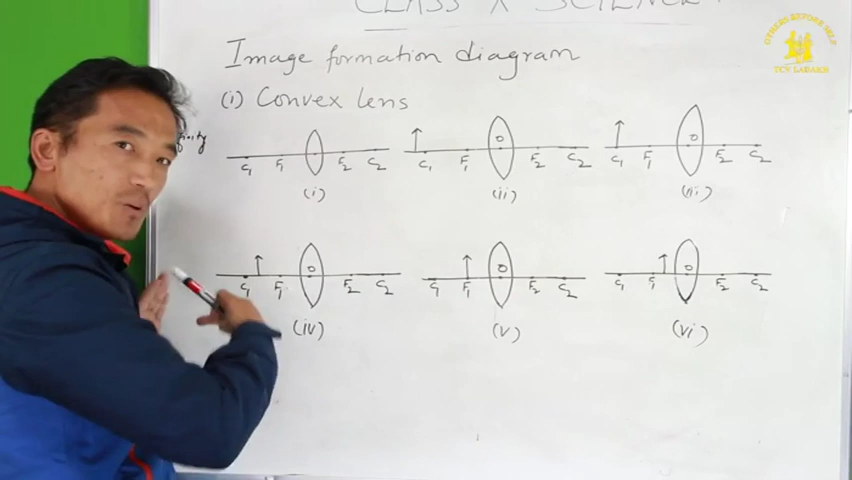 CLASS X SCIENCE
Image formation diagram
(i) Convex lens
C₁ F₁ F₂ C₂
O
C₁ F₁ F₂ C₂
O
C₁ F₁ F₂ C₂
(i) (ii) (iii)
O
C₁ F₁ F₂ C₂
O
C₁ F₁ F₂ C₂
O
C₁ F₁ F₂ C₂
(iv) (v) (vi)
OTHERS BEFORE SELF
TCV LADAKH